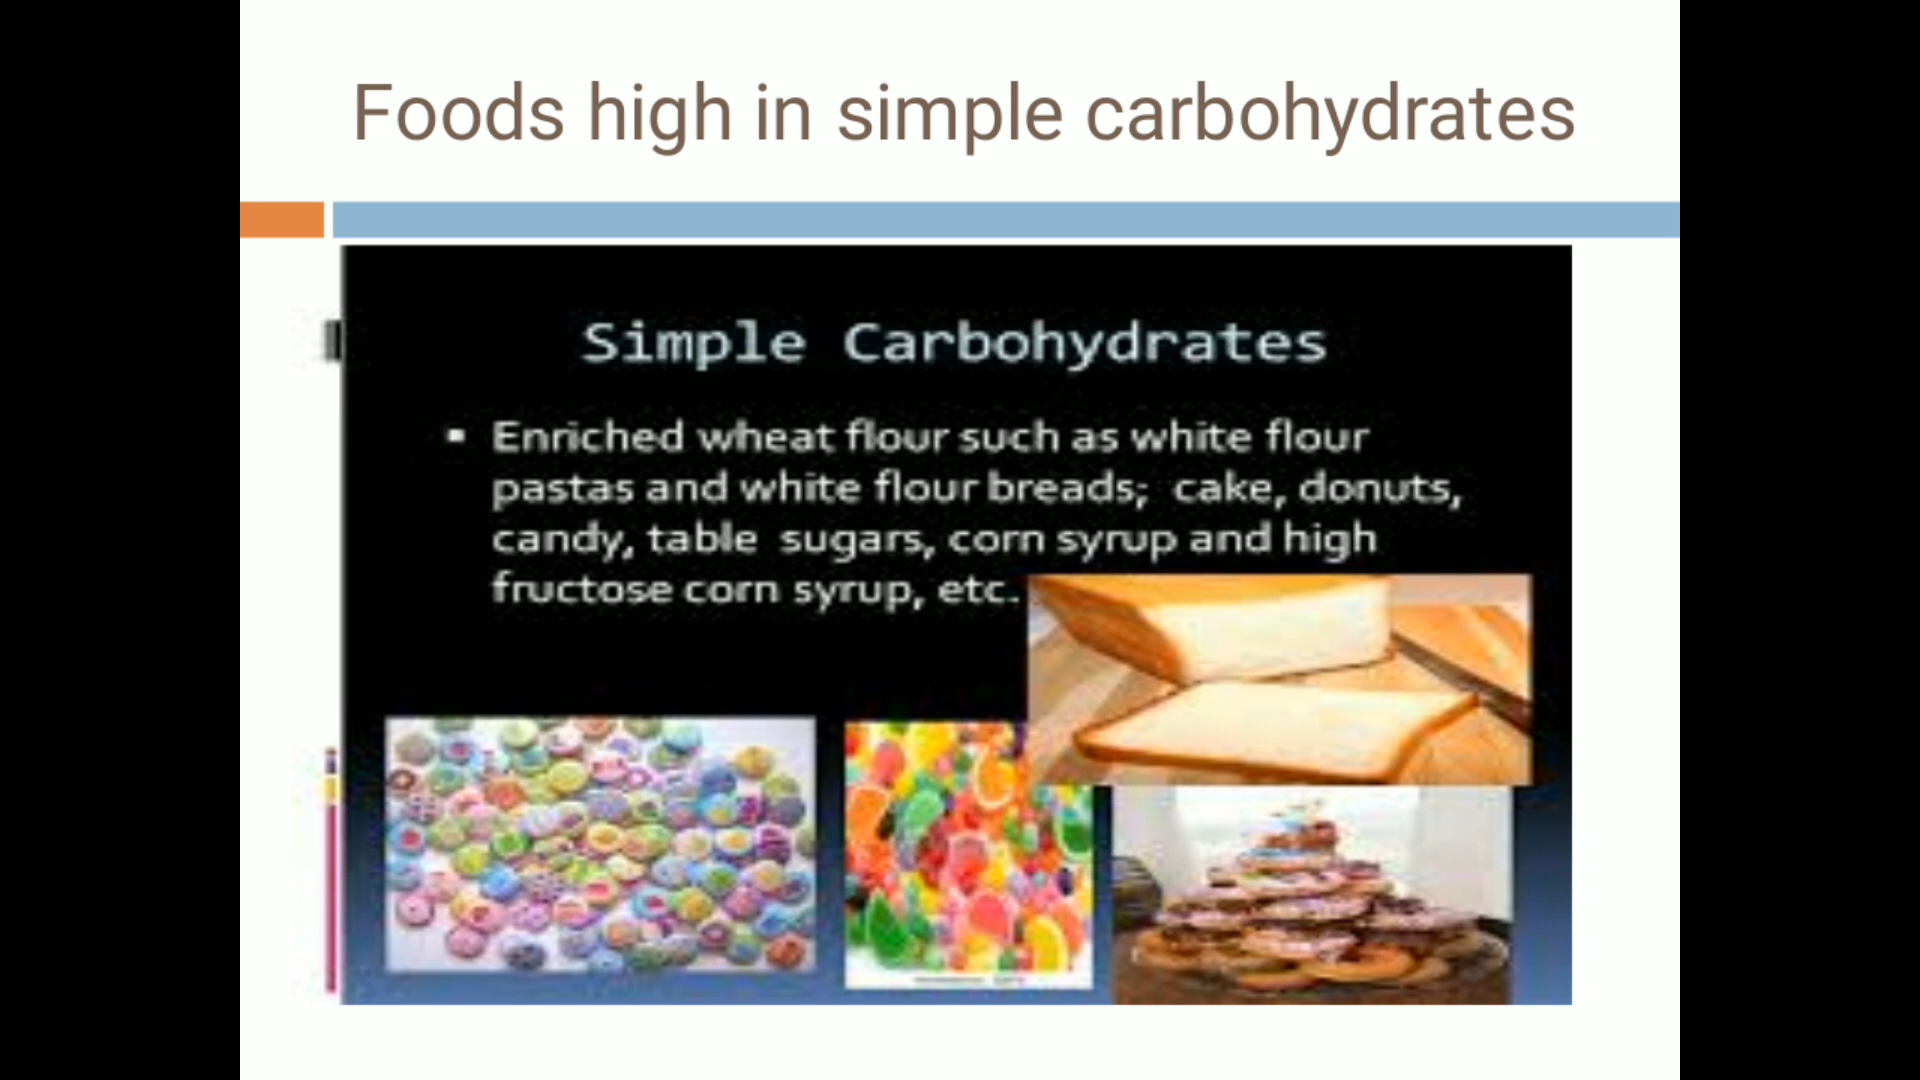 Foods high in simple carbohydrates
Simple Carbohydrates
▪ Enriched wheat flour such as white flour
pastas and white flour breads; cake, donuts,
candy, table sugars, corn syrup and high
fructose corn syrup, etc.